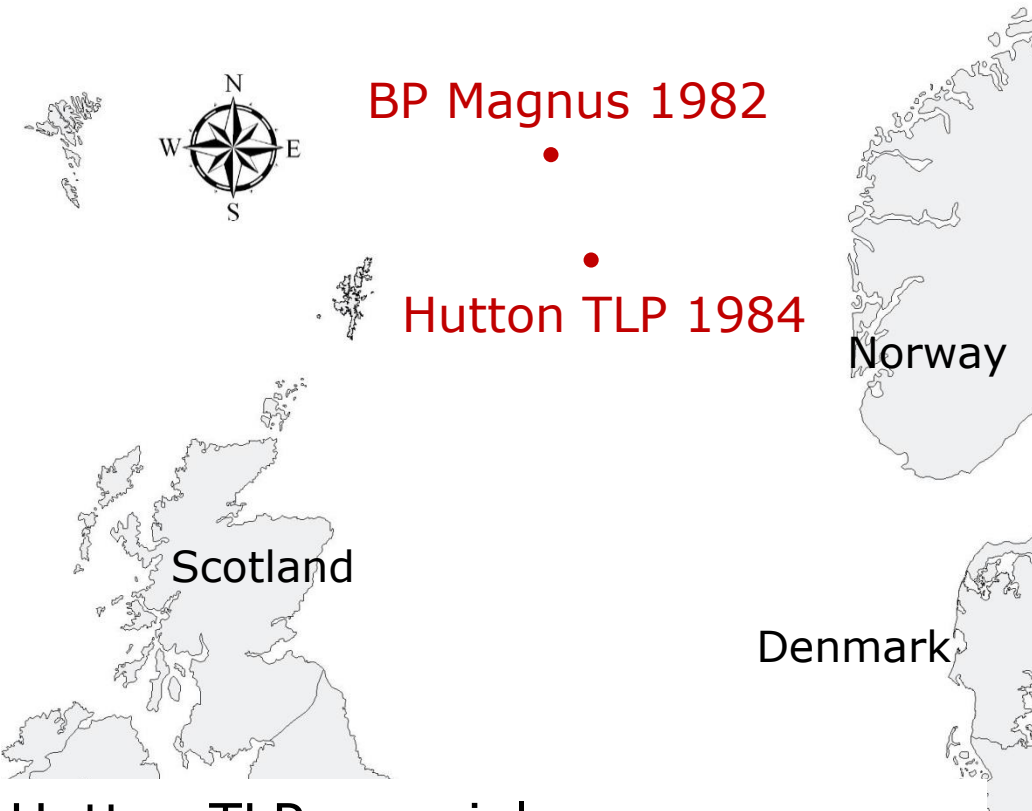 N
W
E
S
BP Magnus 1982
Hutton TLP 1984
Norway
Scotland
Denmark